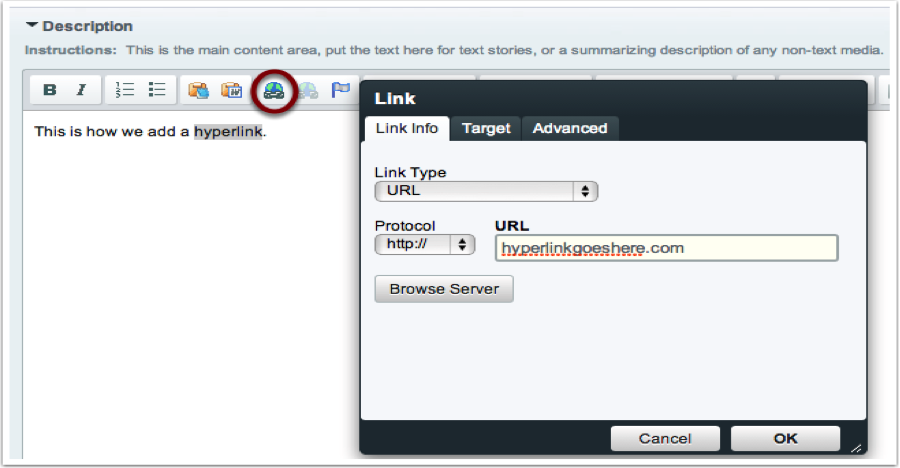 Description
Instructions: This is the main content area, put the text here for text stories, or a summarizing description of any non-text media.
B I
This is how we add a hyperlink.
Link
Link Info Target Advanced
Link Type
URL
Protocol URL
http:// hyperlinkgoeshere.com
Browse Server
Cancel OK